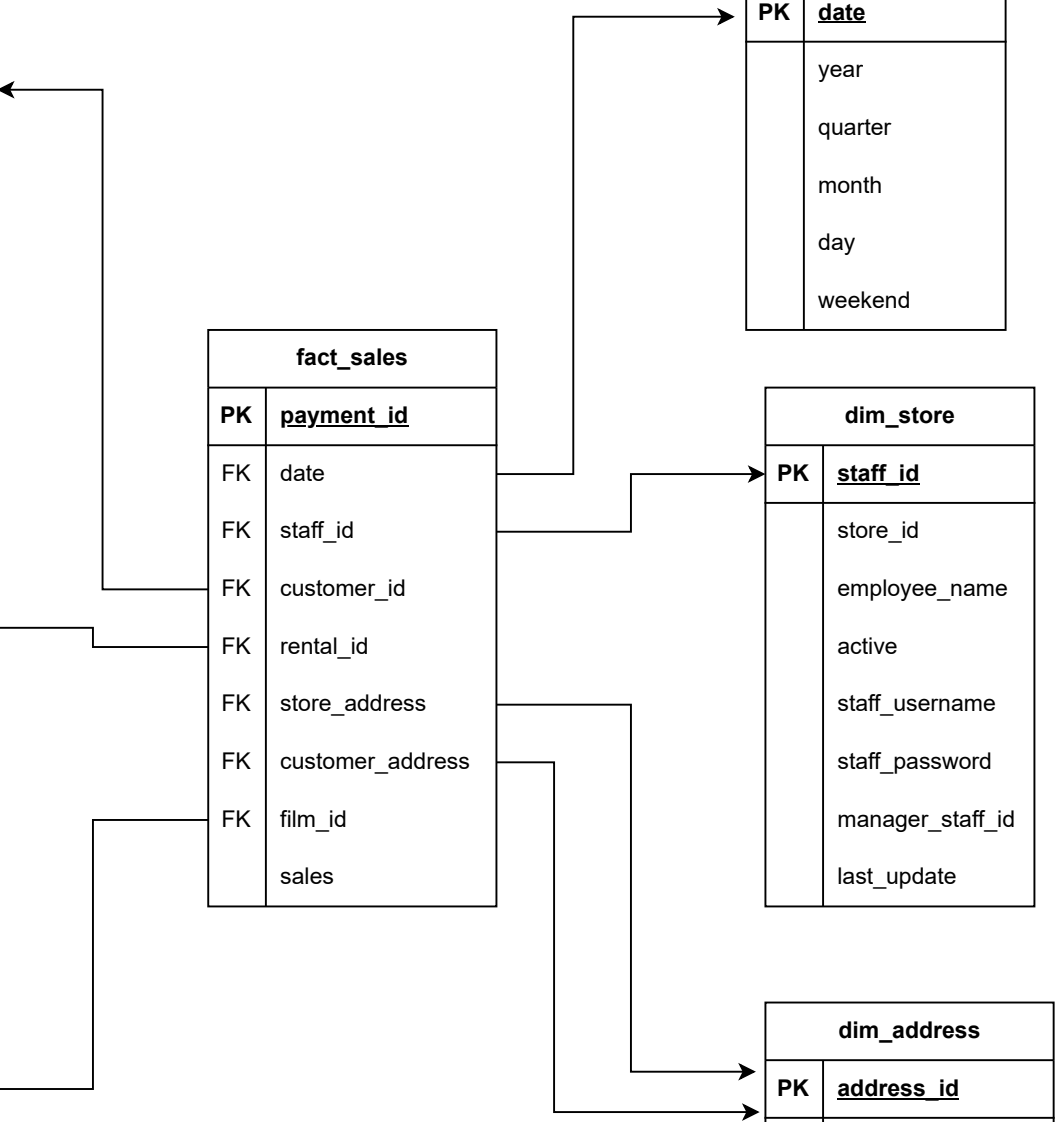 PK date
year
quarter
month
day
weekend
fact_sales
PK payment_id
FK date
FK staff_id
FK customer_id
FK rental_id
FK store_address
FK customer_address
FK film_id
sales
dim_store
PK staff_id
store_id
employee_name
active
staff_username
staff_password
manager_staff_id
last_update
dim_address
PK address_id